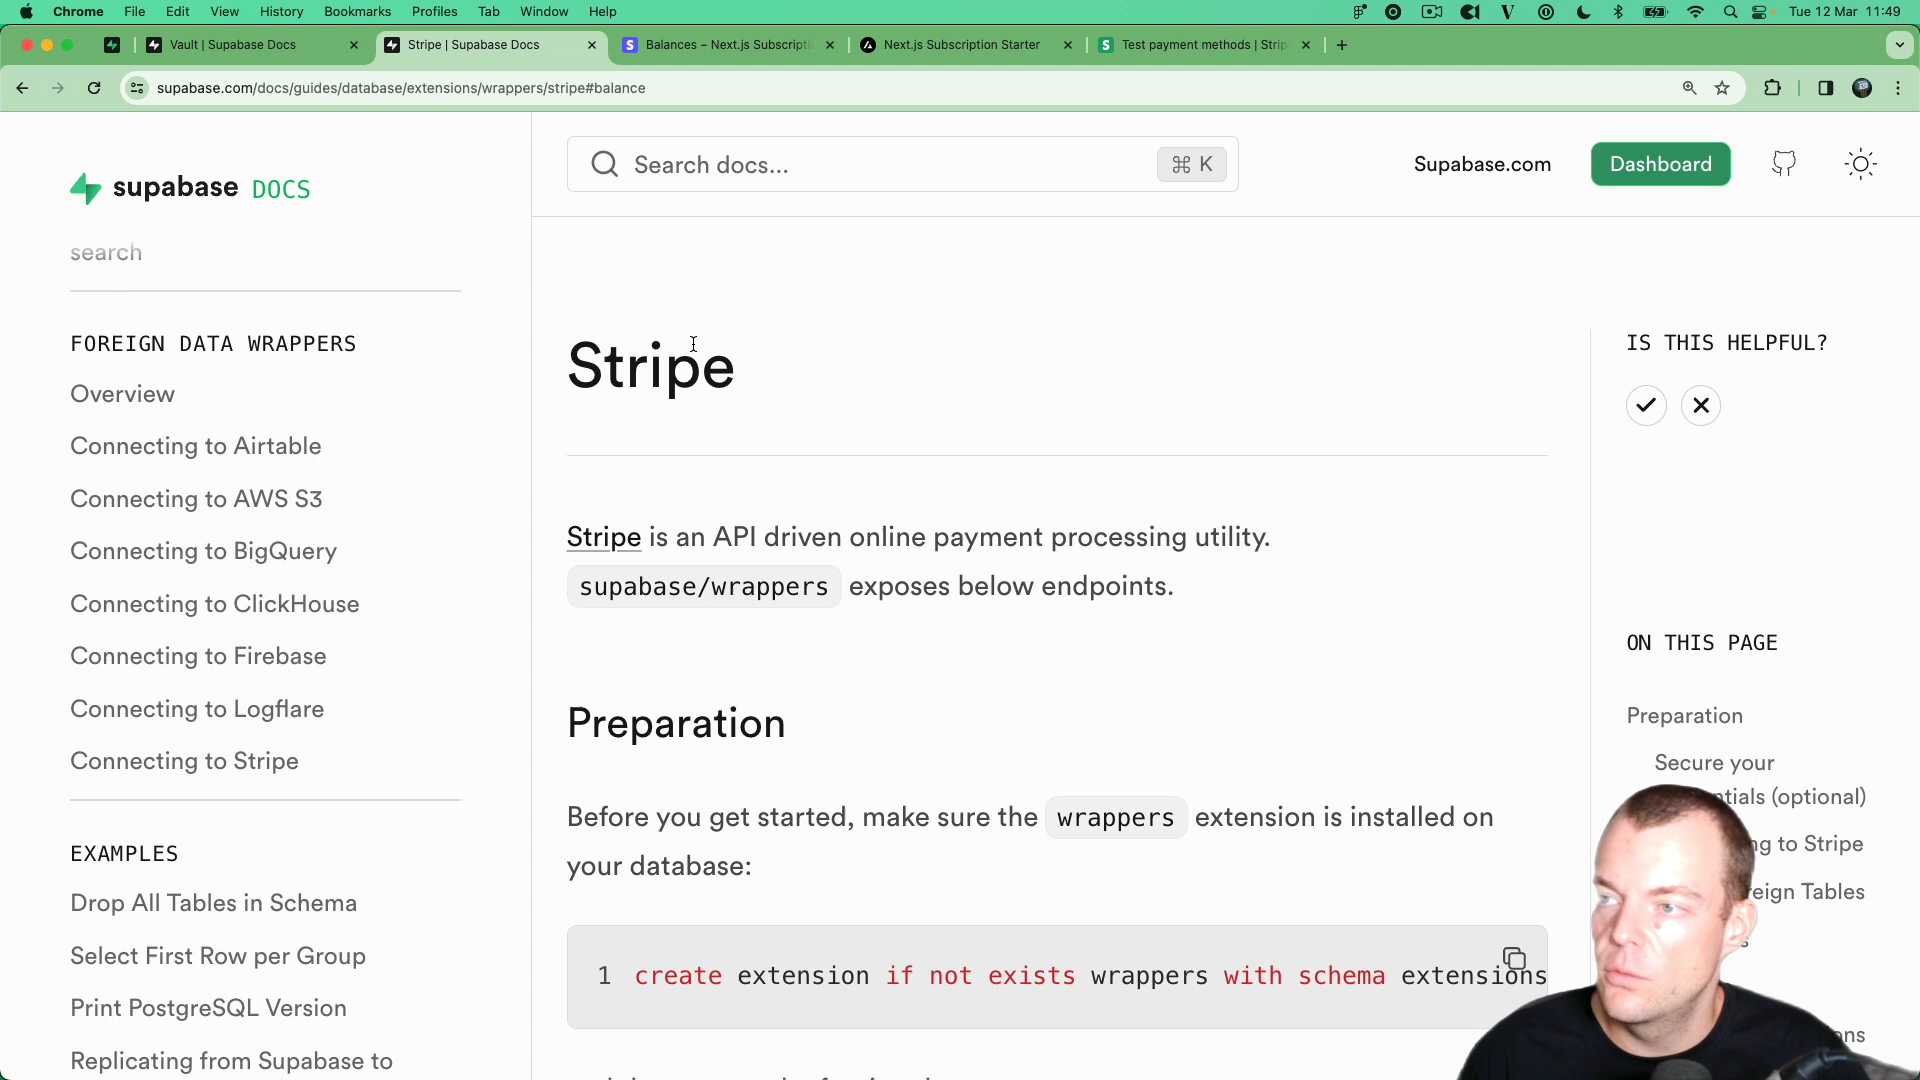 Chrome File Edit View History Bookmarks Profiles Tab Window Help Tue 12 Mar 11:49
Vault | Supabase Docs
Stripe | Supabase Docs
Balances – Next.js Subscripti
Next.js Subscription Starter
Test payment methods | Strip
supabase.com/docs/guides/database/extensions/wrappers/stripe#balance
supabase DOCS
search
Search docs...
⌘ K
Supabase.com
Dashboard
FOREIGN DATA WRAPPERS
Overview
Connecting to Airtable
Connecting to AWS S3
Connecting to BigQuery
Connecting to ClickHouse
Connecting to Firebase
Connecting to Logflare
Connecting to Stripe
EXAMPLES
Drop All Tables in Schema
Select First Row per Group
Print PostgreSQL Version
Replicating from Supabase to
Stripe
Stripe is an API driven online payment processing utility.
supabase/wrappers exposes below endpoints.
Preparation
Before you get started, make sure the wrappers extension is installed on
your database:
1 create extension if not exists wrappers with schema extensions
IS THIS HELPFUL?
ON THIS PAGE
Preparation
Secure your
ntials (optional)
ng to Stripe
reign Tables
ons